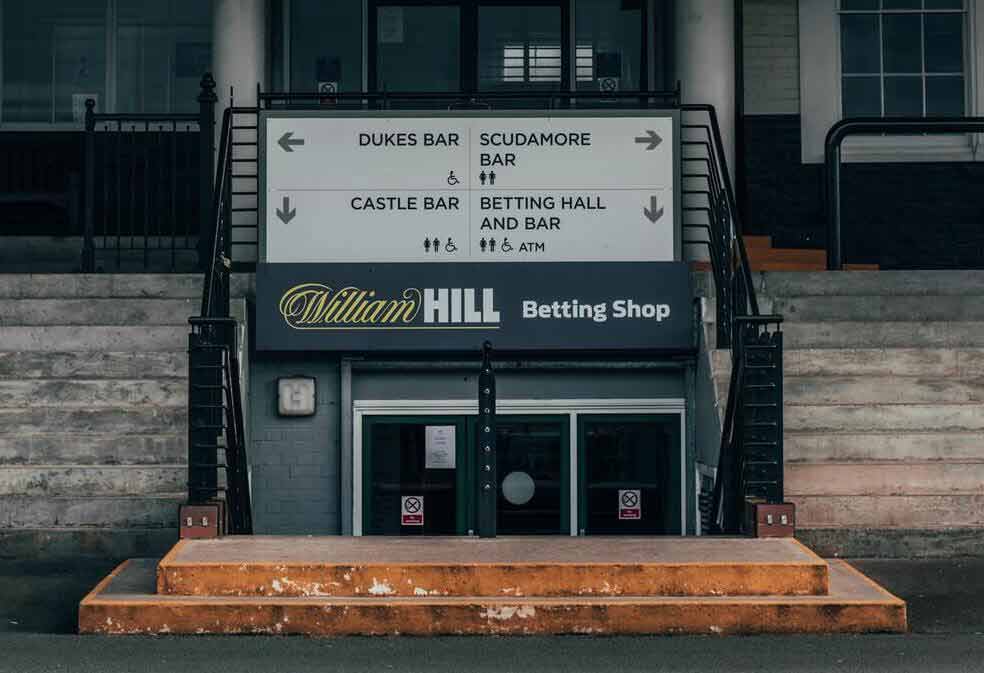 DUKES BAR
SCUDAMORE
BAR
CASTLE BAR
BETTING HALL
AND BAR
ATM
William HILL Betting Shop